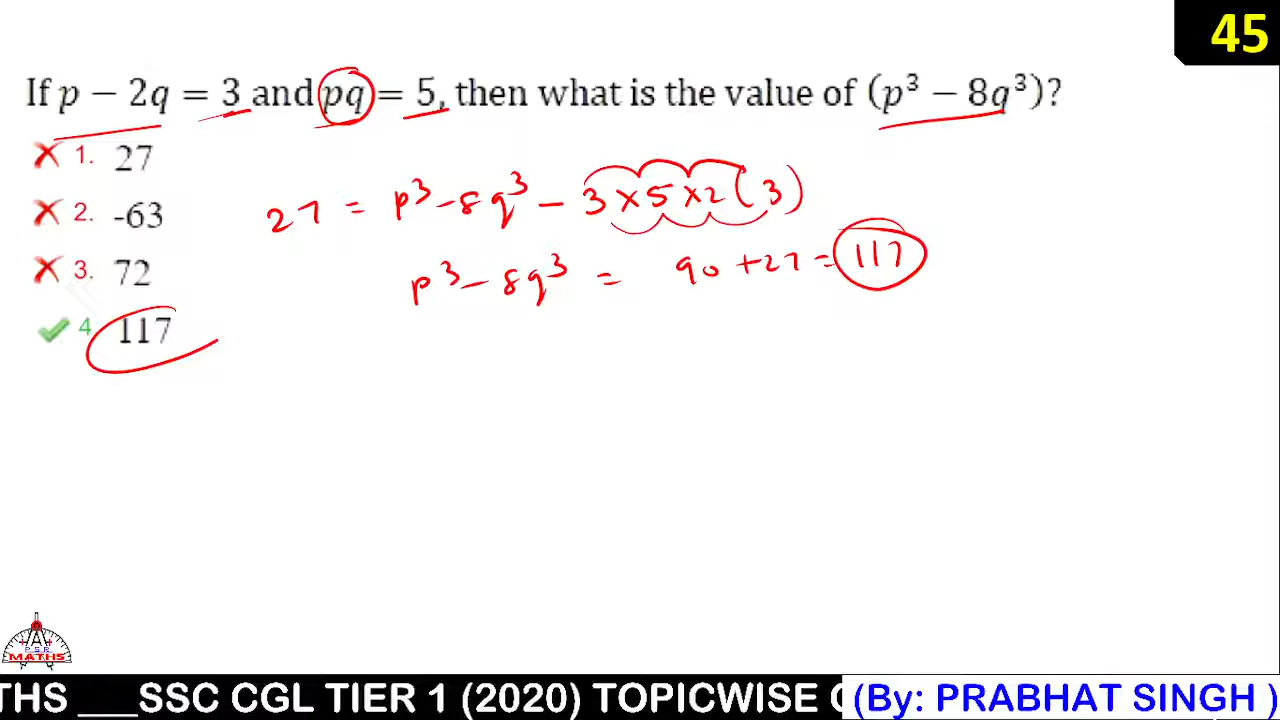 45
If p − 2q = 3 and pq = 5, then what is the value of (p³ − 8q³)?
1. 27
2. -63
3. 72
4. 117
27 = p³ - 8q³ - 3 × 5 × 2 ( 3 )
p³ - 8q³ = 90 + 27 = 117
P S R
MATHS
THS ___SSC CGL TIER 1 (2020) TOPICWISE (By: PRABHAT SINGH )